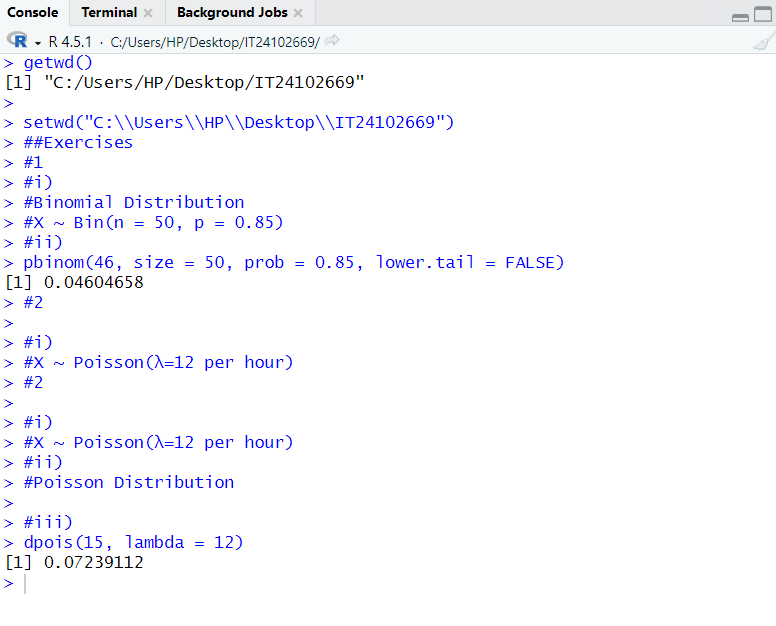 Console Terminal Background Jobs
R 4.5.1 · C:/Users/HP/Desktop/IT24102669/
> getwd()
[1] "C:/Users/HP/Desktop/IT24102669"
>
> setwd("C:\\Users\\HP\\Desktop\\IT24102669")
> ##Exercises
> #1
> #i)
> #Binomial Distribution
> #X ~ Bin(n = 50, p = 0.85)
> #ii)
> pbinom(46, size = 50, prob = 0.85, lower.tail = FALSE)
[1] 0.04604658
> #2
>
> #i)
> #X ~ Poisson(λ=12 per hour)
> #2
>
> #i)
> #X ~ Poisson(λ=12 per hour)
> #ii)
> #Poisson Distribution
>
> #iii)
> dpois(15, lambda = 12)
[1] 0.07239112
>